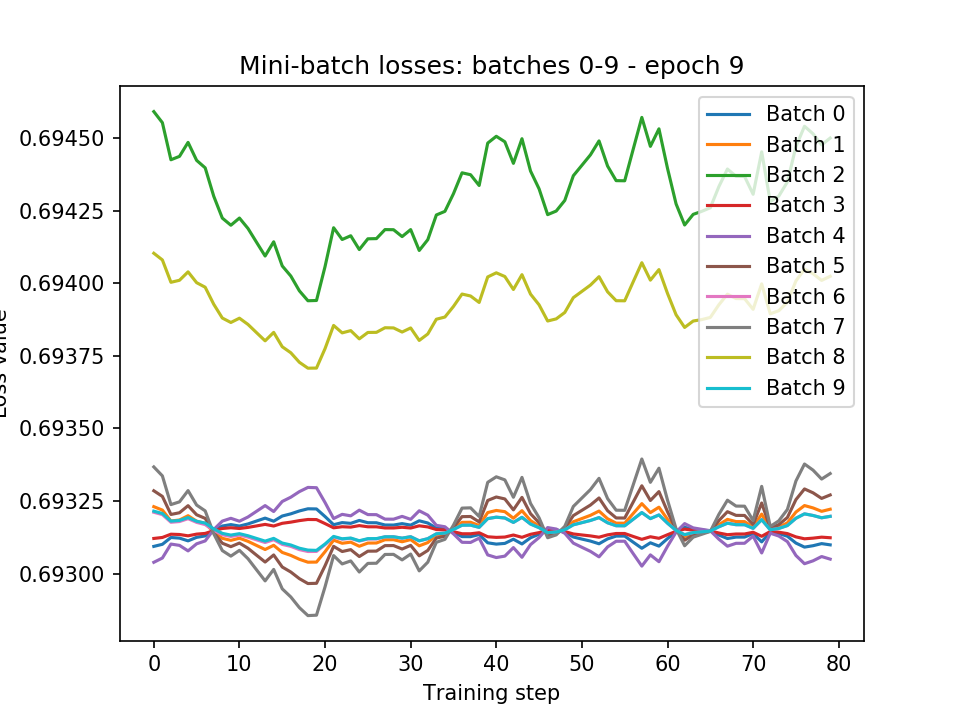 Mini-batch losses: batches 0-9 - epoch 9
0.69450
0.69425
0.69400
0.69375
0.69350
0.69325
0.69300
Loss value
Batch 0
Batch 1
Batch 2
Batch 3
Batch 4
Batch 5
Batch 6
Batch 7
Batch 8
Batch 9
0 10 20 30 40 50 60 70 80
Training step